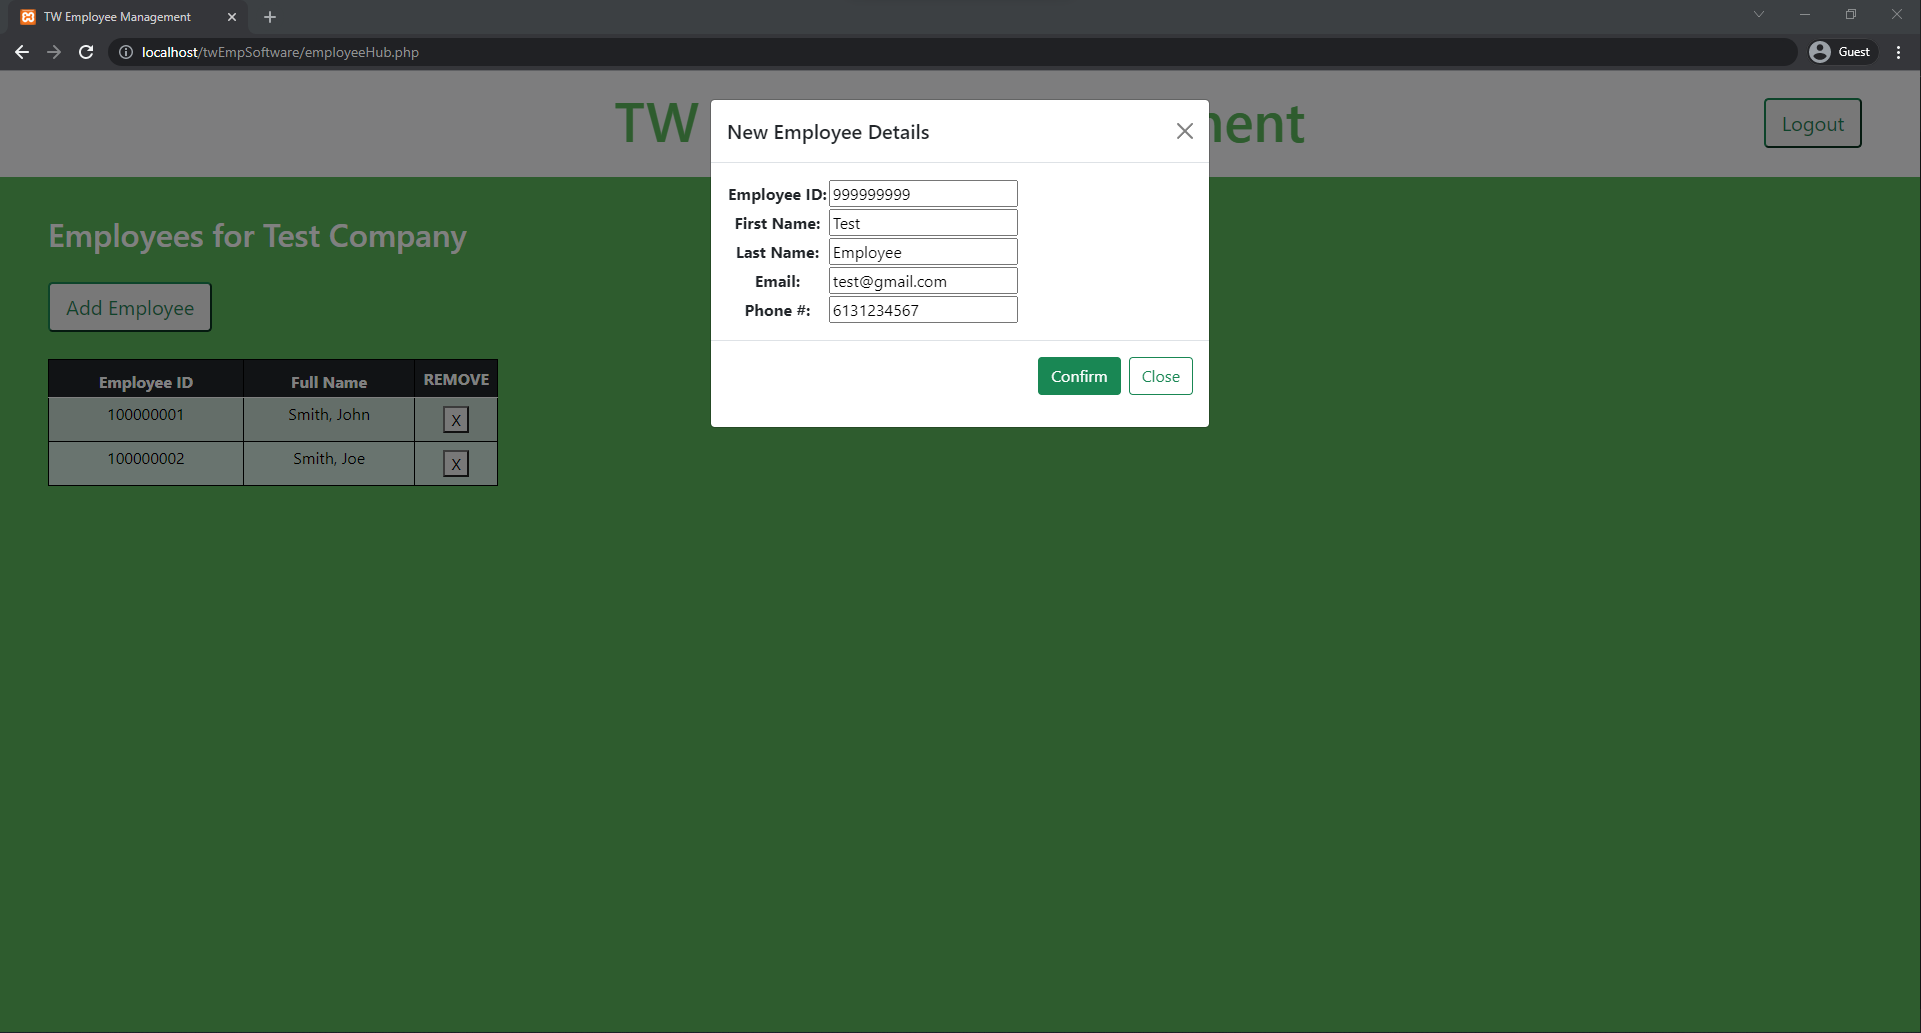 TW Employee Management
localhost/twEmpSoftware/employeeHub.php
Guest
TW ment
Logout
New Employee Details
Employee ID: 999999999
First Name: Test
Last Name: Employee
Email: test@gmail.com
Phone #: 6131234567
Confirm Close
Employees for Test Company
Add Employee
Employee ID Full Name REMOVE
100000001 Smith, John X
100000002 Smith, Joe X